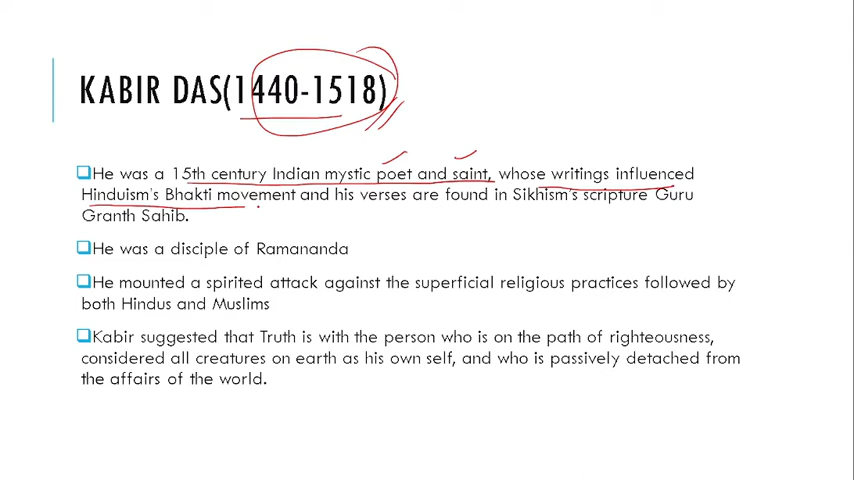 KABIR DAS(1440-1518)
He was a 15th century Indian mystic poet and saint, whose writings influenced
Hinduism's Bhakti movement and his verses are found in Sikhism's scripture Guru
Granth Sahib.
He was a disciple of Ramananda
He mounted a spirited attack against the superficial religious practices followed by
both Hindus and Muslims
Kabir suggested that Truth is with the person who is on the path of righteousness,
considered all creatures on earth as his own self, and who is passively detached from
the affairs of the world.